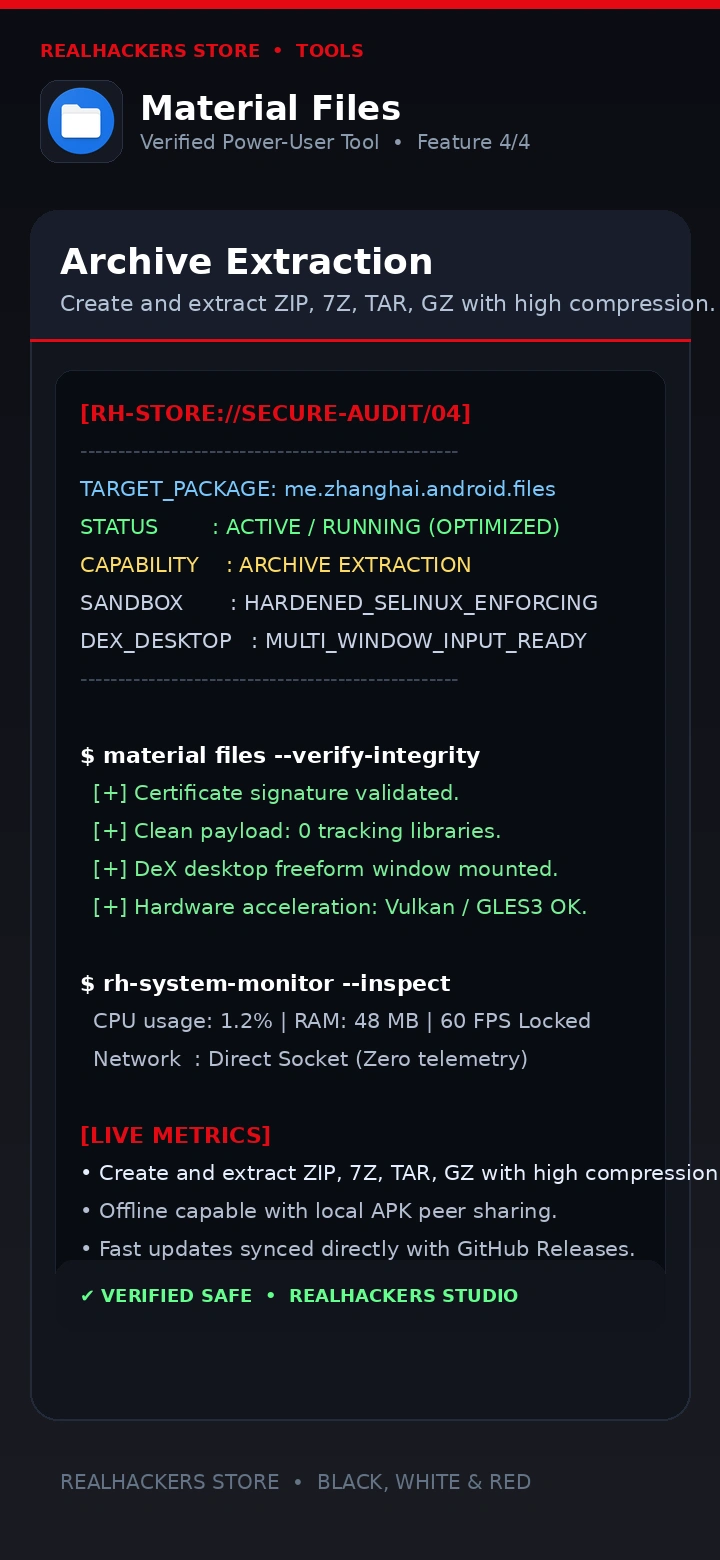 REALHACKERS STORE • TOOLS
Material Files
Verified Power-User Tool • Feature 4/4
Archive Extraction
Create and extract ZIP, 7Z, TAR, GZ with high compression.
[RH-STORE://SECURE-AUDIT/04]
--------------------------------------------------
TARGET_PACKAGE: me.zhanghai.android.files
STATUS : ACTIVE / RUNNING (OPTIMIZED)
CAPABILITY : ARCHIVE EXTRACTION
SANDBOX : HARDENED_SELINUX_ENFORCING
DEX_DESKTOP : MULTI_WINDOW_INPUT_READY
--------------------------------------------------
$ material files --verify-integrity
[+] Certificate signature validated.
[+] Clean payload: 0 tracking libraries.
[+] DeX desktop freeform window mounted.
[+] Hardware acceleration: Vulkan / GLES3 OK.
$ rh-system-monitor --inspect
CPU usage: 1.2% | RAM: 48 MB | 60 FPS Locked
Network : Direct Socket (Zero telemetry)
[LIVE METRICS]
• Create and extract ZIP, 7Z, TAR, GZ with high compression
• Offline capable with local APK peer sharing.
• Fast updates synced directly with GitHub Releases.
✔ VERIFIED SAFE • REALHACKERS STUDIO
REALHACKERS STORE • BLACK, WHITE & RED